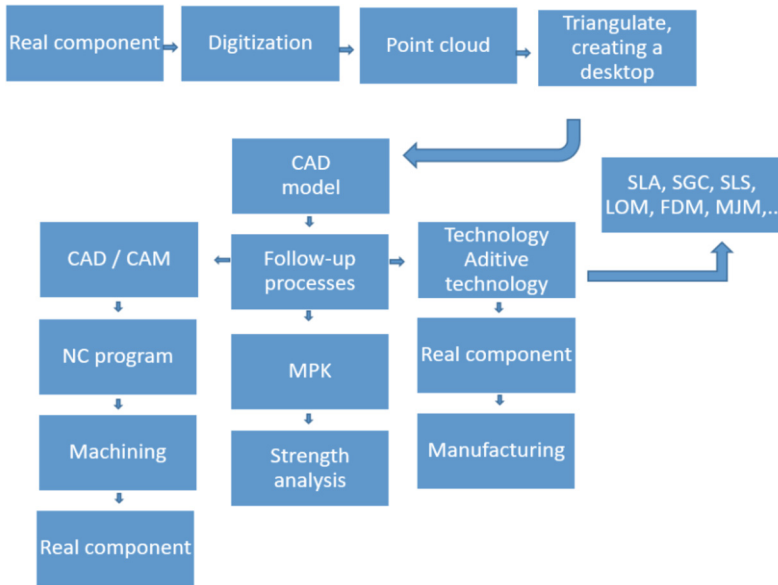 Real component
Digitization
Point cloud
Triangulate,
creating a
desktop
CAD
model
SLA, SGC, SLS,
LOM, FDM, MJM,..
CAD / CAM
Follow-up
processes
Technology
Aditive
technology
NC program
MPK
Real component
Machining
Strength
analysis
Manufacturing
Real component